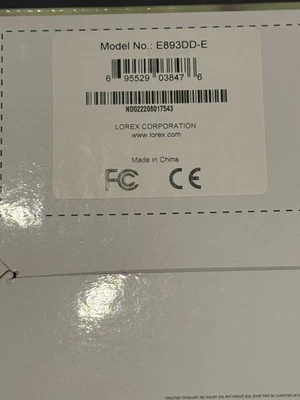 Model No.: E893DD-E
6 95529 03847 6
ND022208017543
LOREX CORPORATION
www.lorex.com
Made in China
FC CE